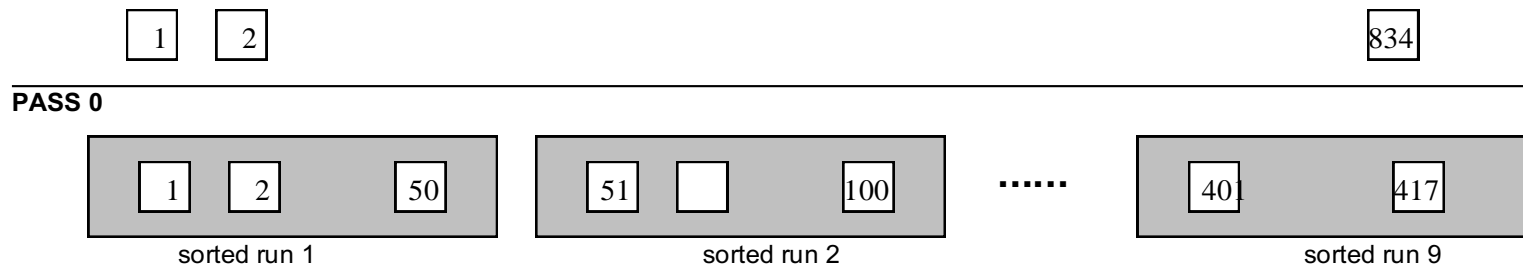 1 2 834
PASS 0
1 2 50 51 100 ...... 401 417
sorted run 1 sorted run 2 sorted run 9